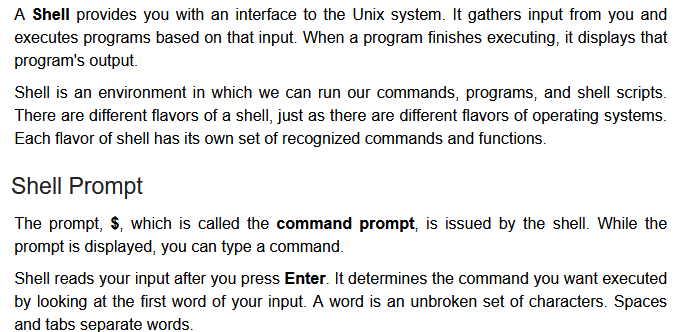 A Shell provides you with an interface to the Unix system. It gathers input from you and
executes programs based on that input. When a program finishes executing, it displays that
program's output.
Shell is an environment in which we can run our commands, programs, and shell scripts.
There are different flavors of a shell, just as there are different flavors of operating systems.
Each flavor of shell has its own set of recognized commands and functions.
Shell Prompt
The prompt, $, which is called the command prompt, is issued by the shell. While the
prompt is displayed, you can type a command.
Shell reads your input after you press Enter. It determines the command you want executed
by looking at the first word of your input. A word is an unbroken set of characters. Spaces
and tabs separate words.